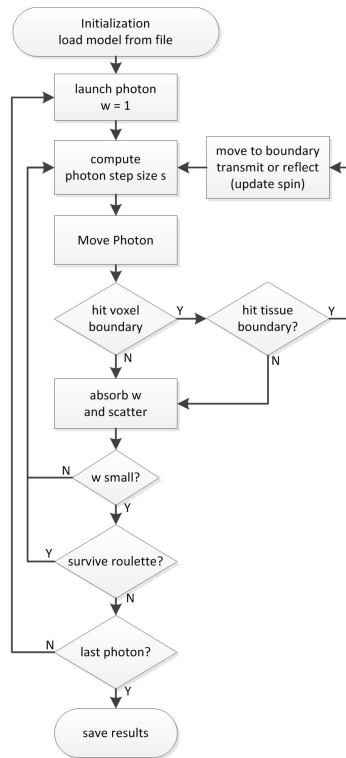 Initialization
load model from file
launch photon
w = 1
compute
photon step size s
move to boundary
transmit or reflect
(update spin)
Move Photon
hit voxel
boundary
Y
hit tissue
boundary?
Y
N
N
absorb w
and scatter
N
w small?
Y
Y
survive roulette?
N
N
last photon?
Y
save results